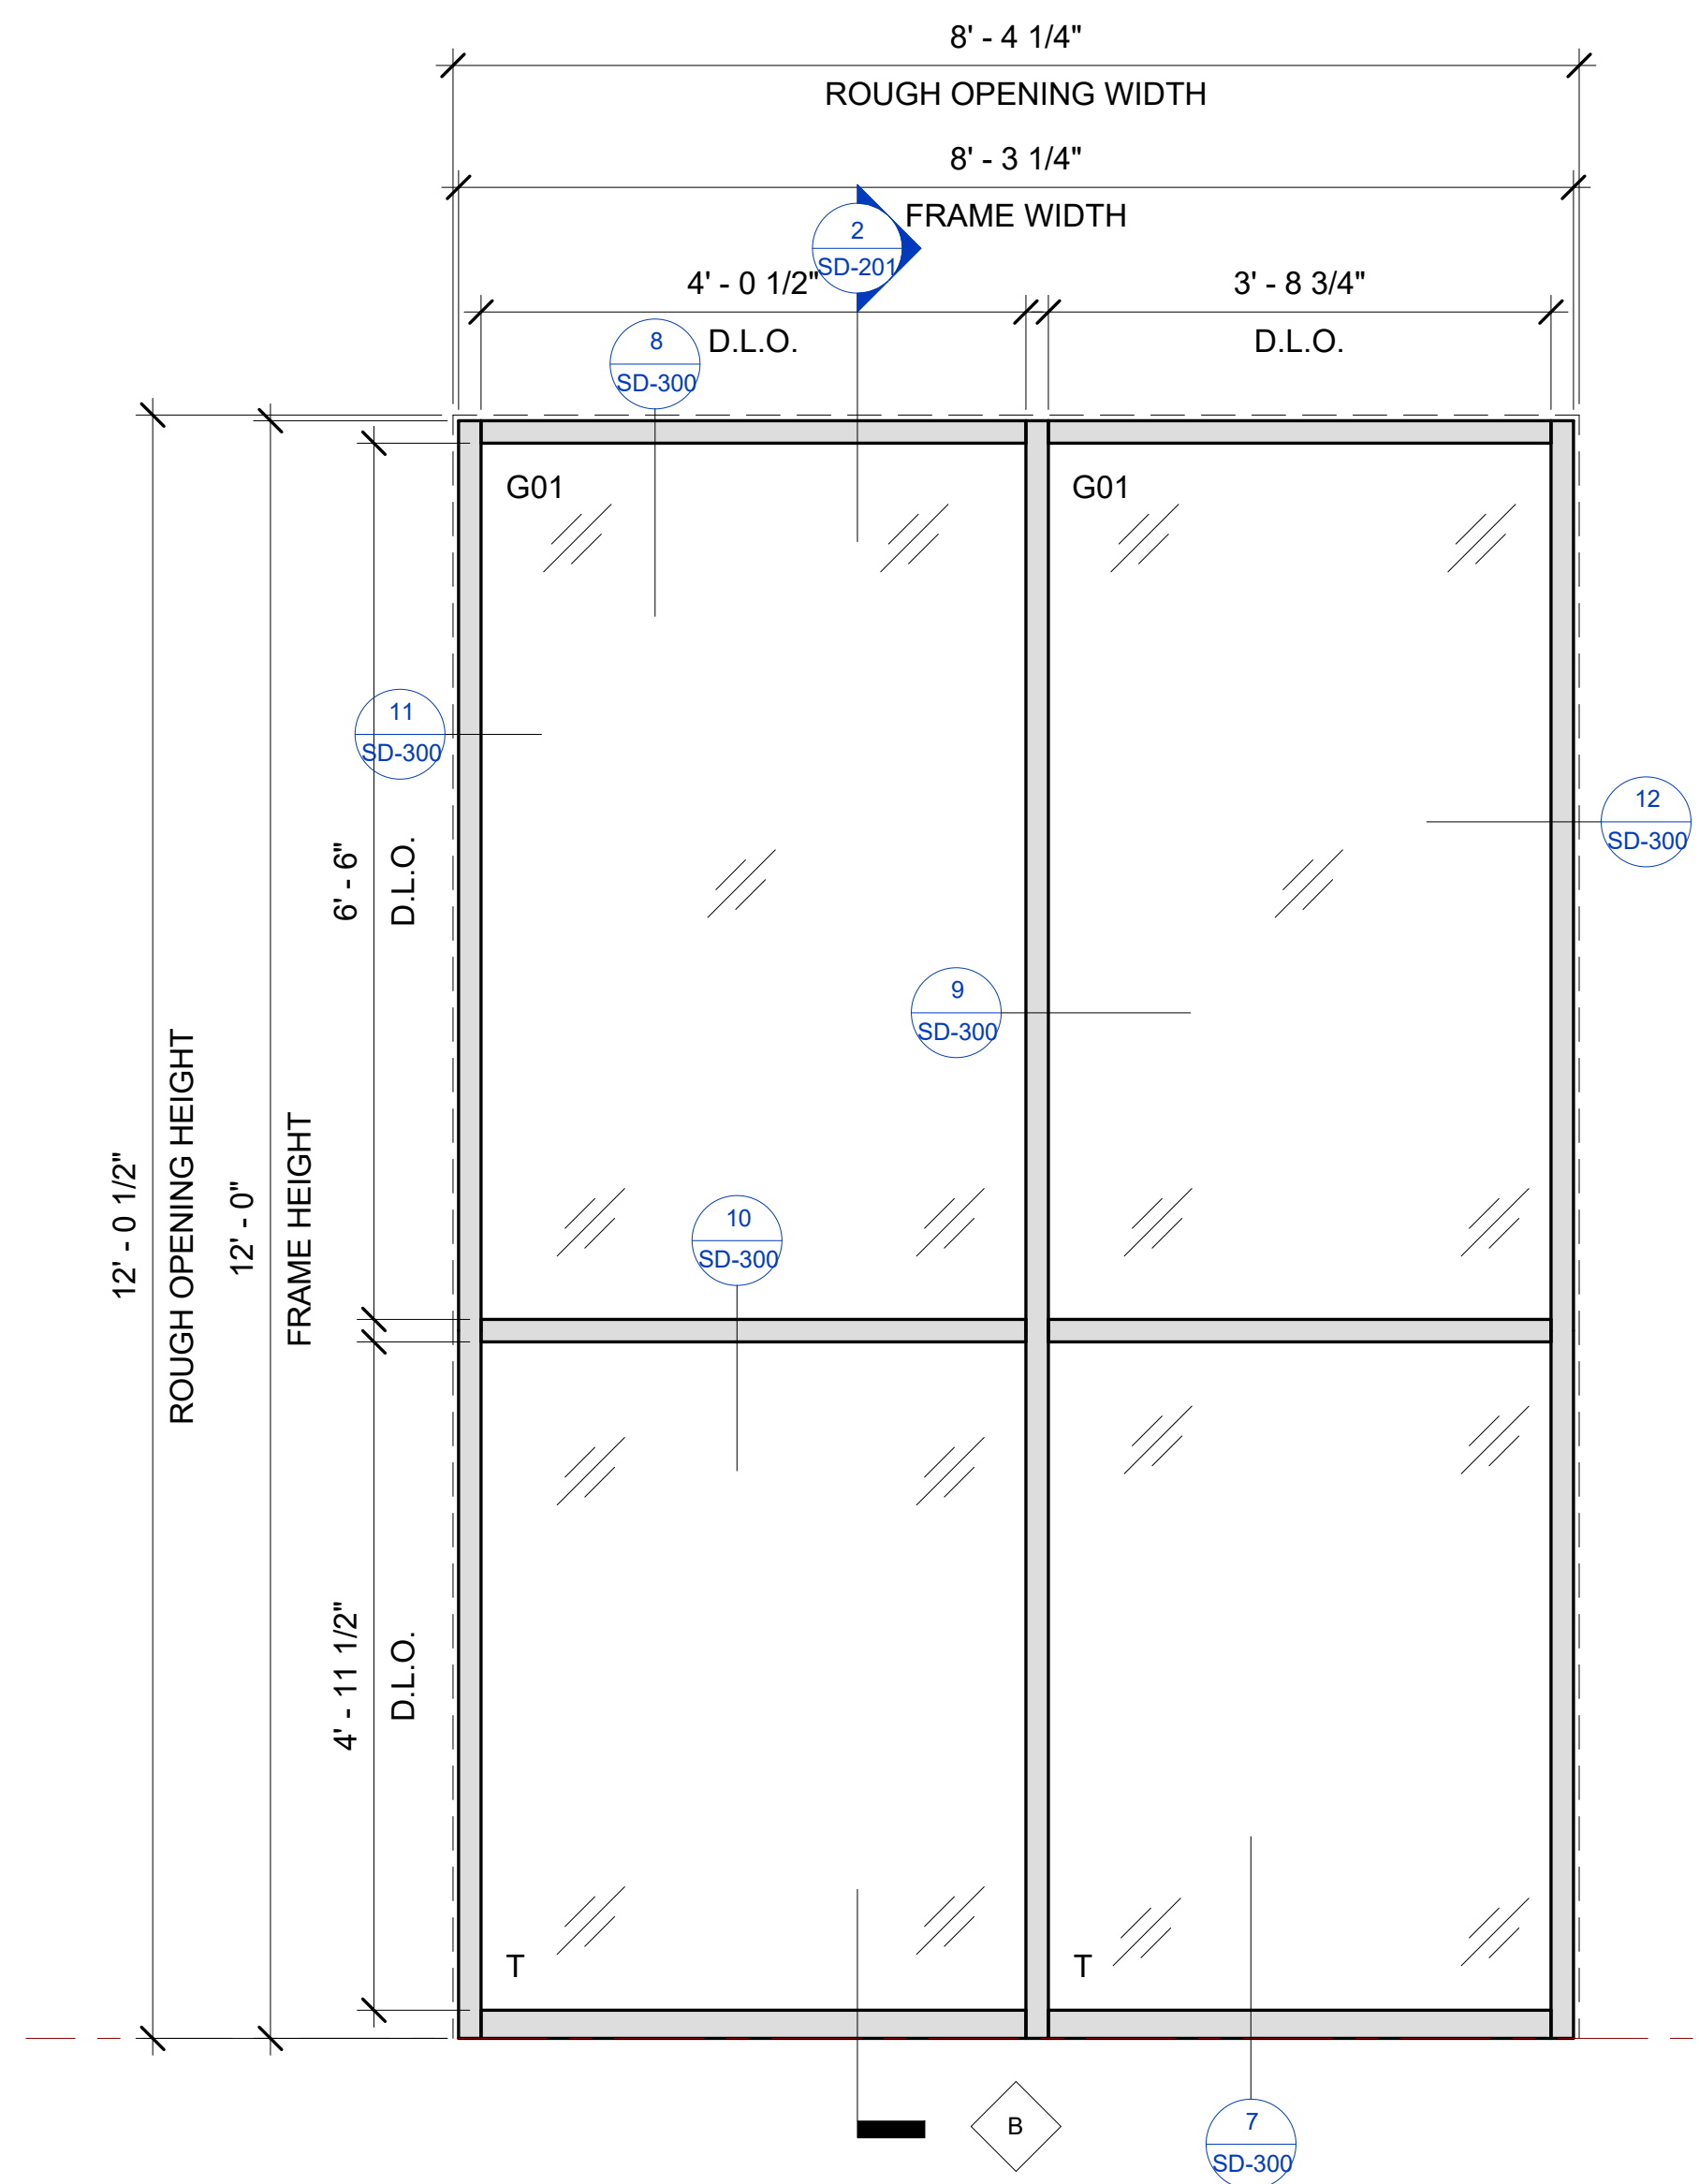 8' - 4 1/4"
ROUGH OPENING WIDTH
8' - 3 1/4"
FRAME WIDTH
2
SD-201
4' - 0 1/2"
D.L.O.
3' - 8 3/4"
D.L.O.
8
SD-300
G01
G01
11
SD-300
12
SD-300
6' - 6"
D.L.O.
9
SD-300
12' - 0 1/2"
ROUGH OPENING HEIGHT
12' - 0"
FRAME HEIGHT
10
SD-300
4' - 11 1/2"
D.L.O.
T
T
B
7
SD-300